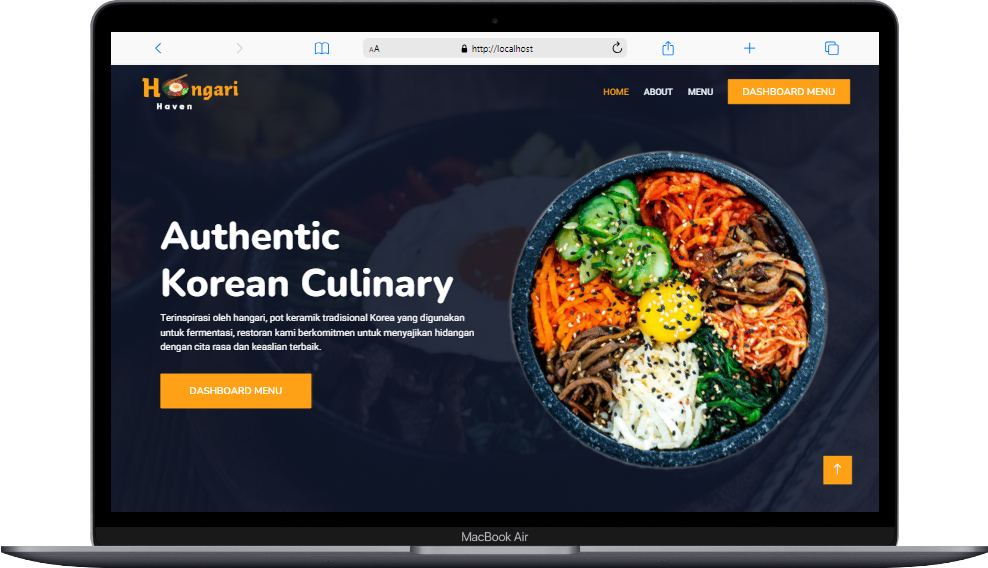 AA
http://localhost
Hongari
Haven
HOME
ABOUT
MENU
DASHBOARD MENU
Authentic
Korean Culinary
Terinspirasi oleh hangari, pot keramik tradisional Korea yang digunakan
untuk fermentasi, restoran kami berkomitmen untuk menyajikan hidangan
dengan cita rasa dan keaslian terbaik.
DASHBOARD MENU
MacBook Air